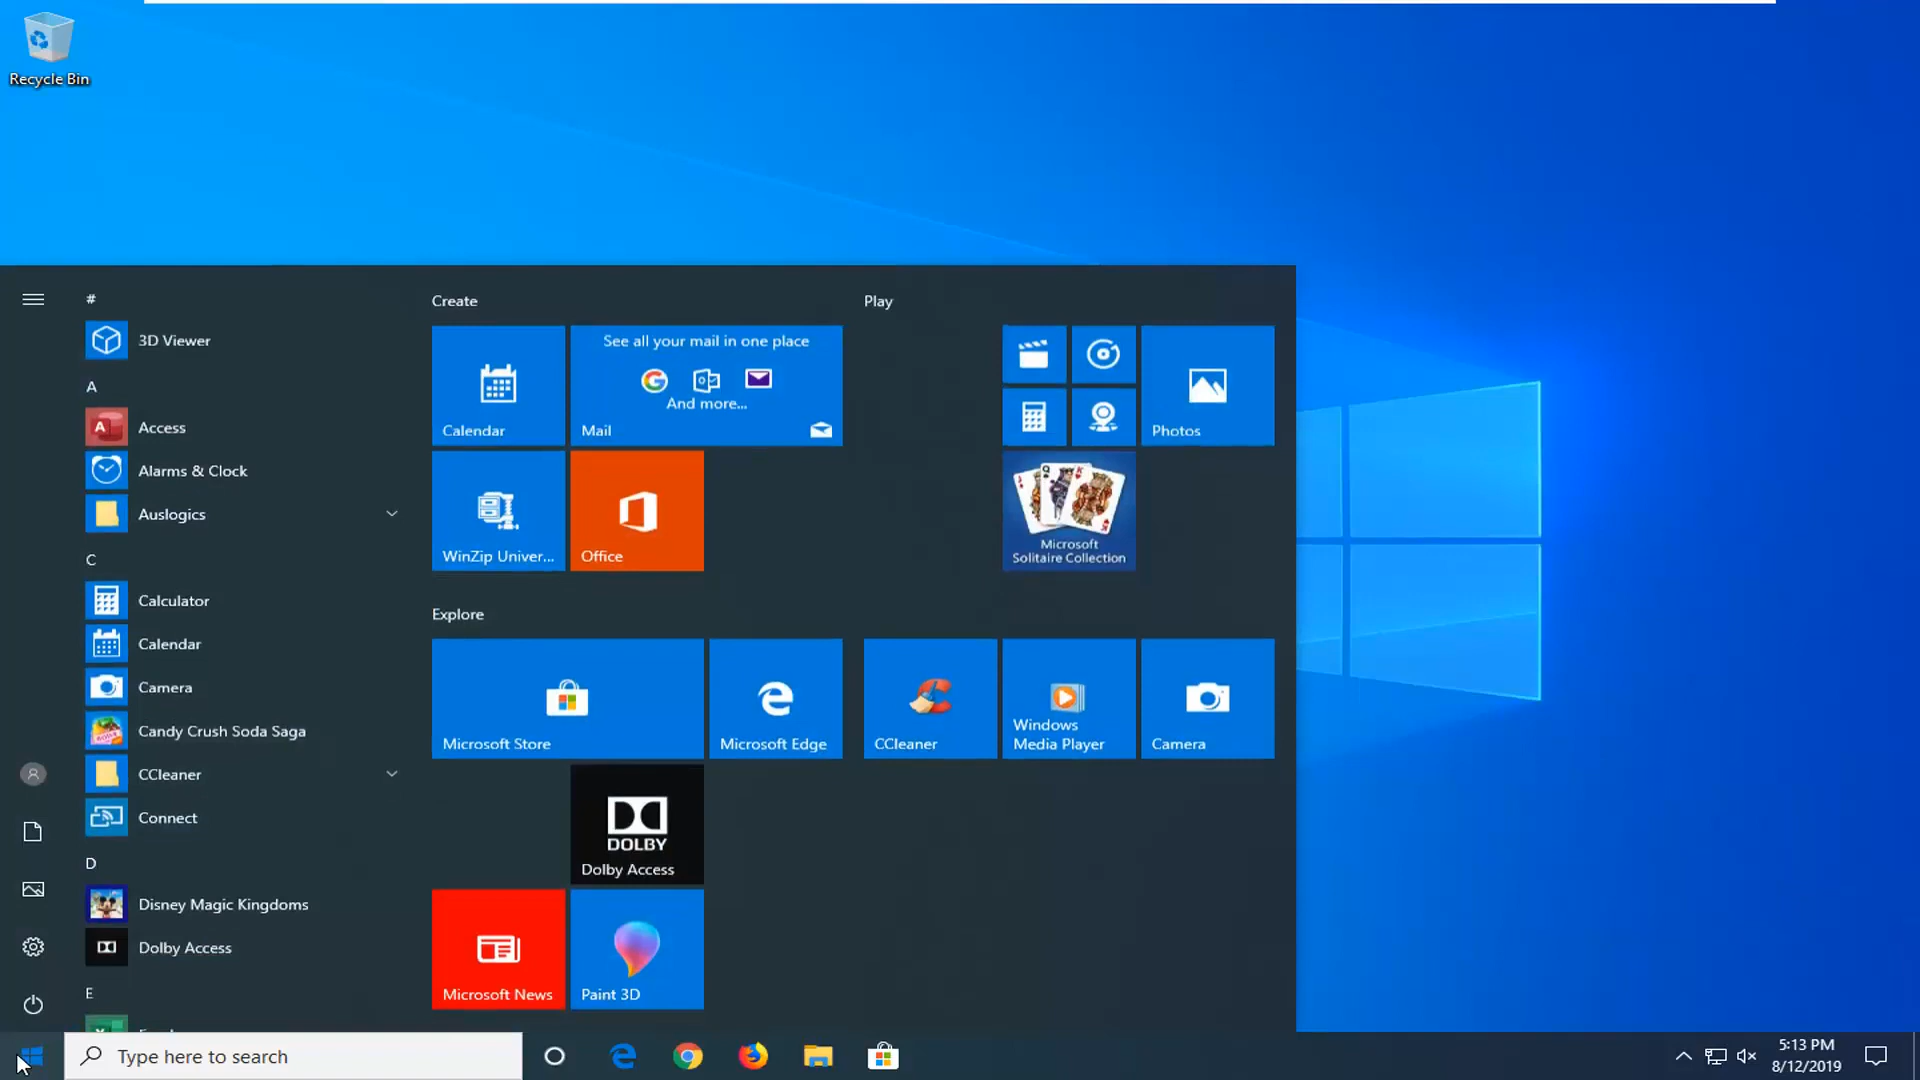 Recycle Bin
#
3D Viewer
A
Access
Alarms & Clock
Auslogics
C
Calculator
Calendar
Camera
Candy Crush Soda Saga
CCleaner
Connect
D
Disney Magic Kingdoms
Dolby Access
E
Create
See all your mail in one place
And more...
Calendar
Mail
WinZip Univer...
Office
Explore
Microsoft Store
Microsoft Edge
DOLBY
Dolby Access
Microsoft News
Paint 3D
Play
Photos
Microsoft
Solitaire Collection
CCleaner
Windows
Media Player
Camera
Type here to search
5:13 PM
8/12/2019